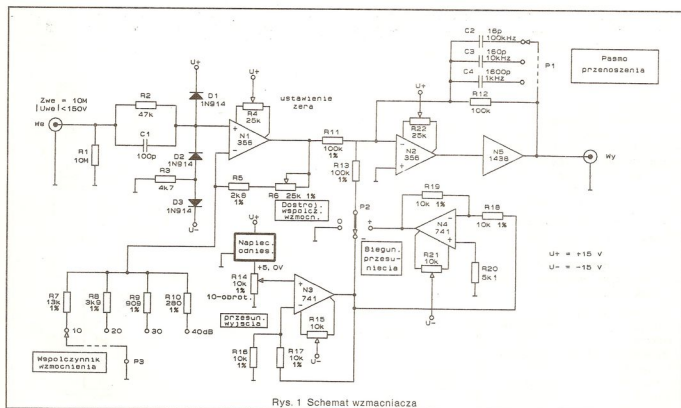 C2 16p
100kHz
C3 160p
10kHz
C4 1600p
1kHz
P1
Pasmo
przenoszenia
R12
100k
U+
D1
1N914
Zwe = 10M
|Uwe|<150V
We
R1
10M
R2
47k
C1
100p
D2
1N914
R3
4k7
D3
1N914
U-
U+
R4
25k
ustawienie
zera
N1
356
R11
100k
1%
R13
100k
1%
U+
R22
25k
N2
356
N5
1438
Wy
R5
2k8
1%
R6 25k 1%
Dostroj.
wspolcz.
wzmocn.
P2
0
+
-
R19
10k 1%
R18
10k 1%
N4
741
R21
10k
R20
5k1
U-
Biegun.
przesu-
niecia
U+ = +15 V
U- = -15 V
U+
Napiec.
odnies.
+5,0V
R14
10k
1%
10-obrot.
N3
741
R15
10k
U-
przesun.
wyjscia
R16
10k
1%
R17
10k
1%
R7
13k
1%
R8
3k9
1%
R9
909
1%
R10
260
1%
10
20
30
40dB
Wspolczynnik
wzmocnienia
P3
Rys. 1 Schemat wzmacniacza